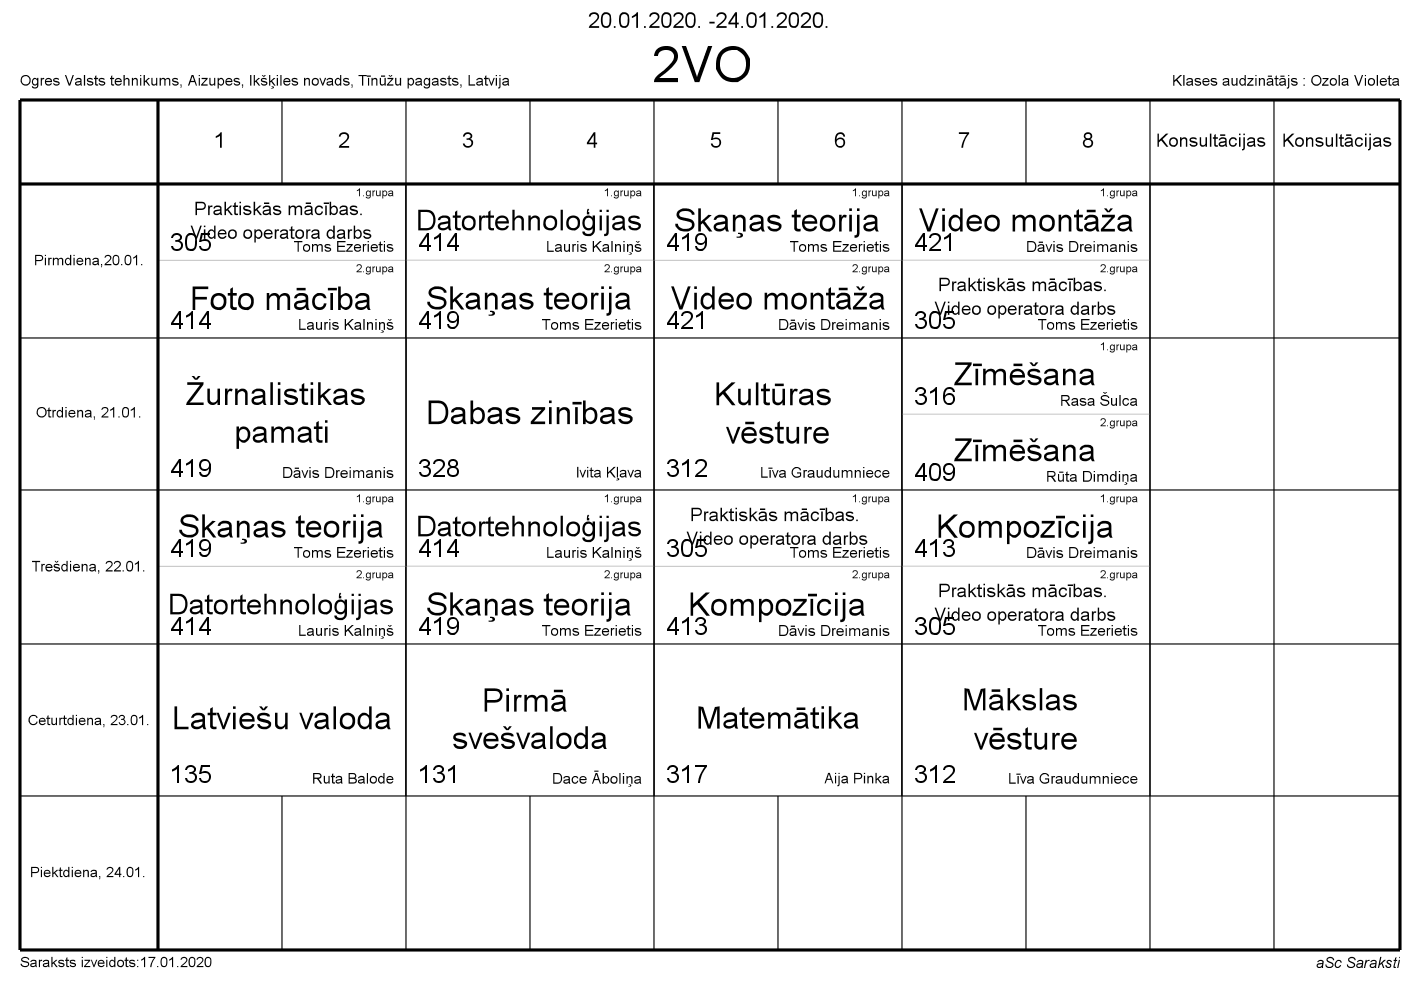 20.01.2020. -24.01.2020.
2VO
Ogres Valsts tehnikums, Aizupes, Ikšķiles novads, Tīnūžu pagasts, Latvija
Klases audzinātājs : Ozola Violeta
1 2 3 4 5 6 7 8 Konsultācijas Konsultācijas
Pirmdiena,20.01.
1.grupa
Praktiskās mācības.
Video operatora darbs
305 Toms Ezerietis
1.grupa
Datortehnoloģijas
414 Lauris Kalniņš
1.grupa
Skaņas teorija
419 Toms Ezerietis
1.grupa
Video montāža
421 Dāvis Dreimanis
2.grupa
Foto mācība
414 Lauris Kalniņš
2.grupa
Skaņas teorija
419 Toms Ezerietis
2.grupa
Video montāža
421 Dāvis Dreimanis
2.grupa
Praktiskās mācības.
Video operatora darbs
305 Toms Ezerietis
Otrdiena, 21.01.
Žurnalistikas
pamati
419 Dāvis Dreimanis
Dabas zinības
328 Ivita Kļava
Kultūras
vēsture
312 Līva Graudumniece
1.grupa
Zīmēšana
316 Rasa Šulca
2.grupa
Zīmēšana
409 Rūta Dimdiņa
Trešdiena, 22.01.
1.grupa
Skaņas teorija
419 Toms Ezerietis
1.grupa
Datortehnoloģijas
414 Lauris Kalniņš
1.grupa
Praktiskās mācības.
Video operatora darbs
305 Toms Ezerietis
1.grupa
Kompozīcija
413 Dāvis Dreimanis
2.grupa
Datortehnoloģijas
414 Lauris Kalniņš
2.grupa
Skaņas teorija
419 Toms Ezerietis
2.grupa
Kompozīcija
413 Dāvis Dreimanis
2.grupa
Praktiskās mācības.
Video operatora darbs
305 Toms Ezerietis
Ceturtdiena, 23.01.
Latviešu valoda
135 Ruta Balode
Pirmā
svešvaloda
131 Dace Āboliņa
Matemātika
317 Aija Pinka
Mākslas
vēsture
312 Līva Graudumniece
Piektdiena, 24.01.
Saraksts izveidots:17.01.2020
aSc Saraksti